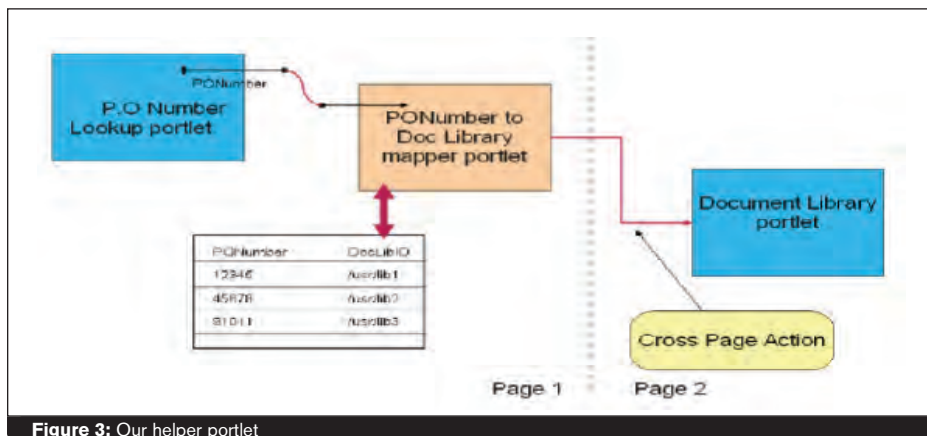 PONumber
P.O Number
Lookup portlet
PONumber to
Doc Library
mapper portlet
Document Library
portlet
PONumber DocLibID
/usr/lib1
45678 /usr/lib2
91011 /usr/lib3
Cross Page Action
Page 1 Page 2
Figure 3: Our helper portlet